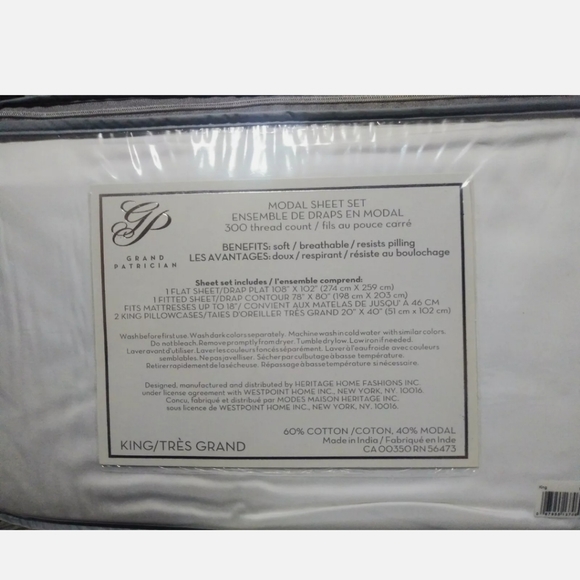 GP
GRAND
PATRICIAN
MODAL SHEET SET
ENSEMBLE DE DRAPS EN MODAL
300 thread count / fils au pouce carré
BENEFITS: soft / breathable / resists pilling
LES AVANTAGES: doux / respirant / résiste au boulochage
Sheet set includes / l'ensemble comprend:
1 FLAT SHEET/DRAP PLAT 108" X 102" (274 cm X 259 cm)
1 FITTED SHEET/DRAP CONTOUR 78" X 80" (198 cm X 203 cm)
FITS MATTRESSES UP TO 18"/ CONVIENT AUX MATELAS DE JUSQU' À 46 CM
2 KING PILLOWCASES/TAIES D'OREILLER TRÈS GRAND 20" X 40" (51 cm x 102 cm)
Wash before first use. Wash dark colors separately. Machine wash in cold water with similar colors.
Do not bleach. Remove promptly from dryer. Tumble dry low. Low iron if needed.
Laver avant d'utiliser. Laver les couleurs foncées séparément. Laver à l'eau froide avec couleurs
semblables. Ne pas javelliser. Sécher par culbutage à basse température.
Retirer rapidement de la sécheuse. Répassage à basse température si nécessaire.
Designed, manufactured and distributed by HERITAGE HOME FASHIONS INC.
under license agreement with WESTPOINT HOME INC., NEW YORK, NY. 10016.
Concu, fabriqué et distribué par MODES MAISON HERITAGE INC.
sous licence de WESTPOINT HOME INC., NEW YORK, NY. 10016.
60% COTTON /COTON, 40% MODAL
KING/TRÈS GRAND
Made in India / Fabriqué en Inde
CA 00350 RN 56473